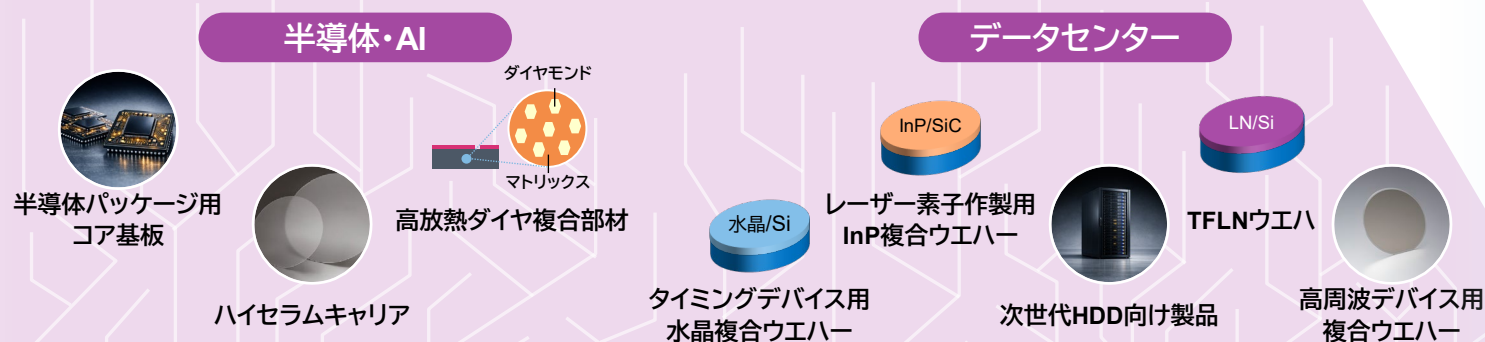 半導体・AI
ダイヤモンド
マトリックス
半導体パッケージ用
コア基板
ハイセラムキャリア
高放熱ダイヤ複合部材
データセンター
水晶/Si
タイミングデバイス用
水晶複合ウエハー
InP/SiC
レーザー素子作製用
InP複合ウエハー
次世代HDD向け製品
LN/Si
TFLNウエハ
高周波デバイス用
複合ウエハー